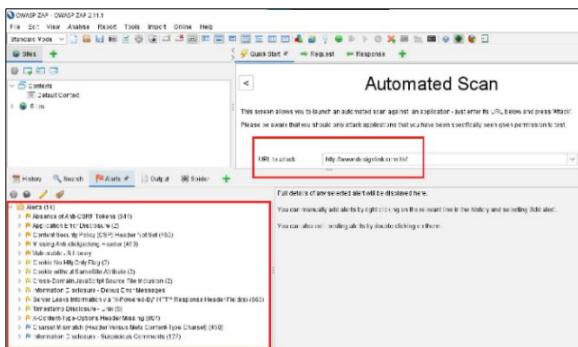 OWASP ZAP - OWASP ZAP 2.11.1
File Edit View Analyse Report Tools Import Online Help
Standard Mode
Sites
Quick Start
Request
Response
Contexts
Default Context
Sites
Automated Scan
This screen allows you to launch an automated scan against an application - just enter its URL below and press 'Attack'.
Please be aware that you should only attack applications that you have been specifically been given permission to test.
URL to attack:
History
Search
Alerts
Output
Spider
Alerts (14)
Absence of Anti-CSRF Tokens
Application Error Disclosure (2)
Content Security Policy (CSP) Header Not Set
Missing Anti-clickjacking Header
Vulnerable JS Library
Cookie No HttpOnly Flag (2)
Cookie without SameSite Attribute (2)
Cross-Domain JavaScript Source File Inclusion (2)
Information Disclosure - Debug Error Messages
Server Leaks Information via "X-Powered-By" HTTP Response Header Field(s)
Timestamp Disclosure - Unix
X-Content-Type-Options Header Missing
Charset Mismatch (Header Versus Meta Content-Type Charset)
Information Disclosure - Suspicious Comments (127)
Full details of any selected alert will be displayed here.
You can manually add alerts by right clicking on the relevant line in the history and selecting 'Add alert'.
You can also edit existing alerts by double clicking on them.